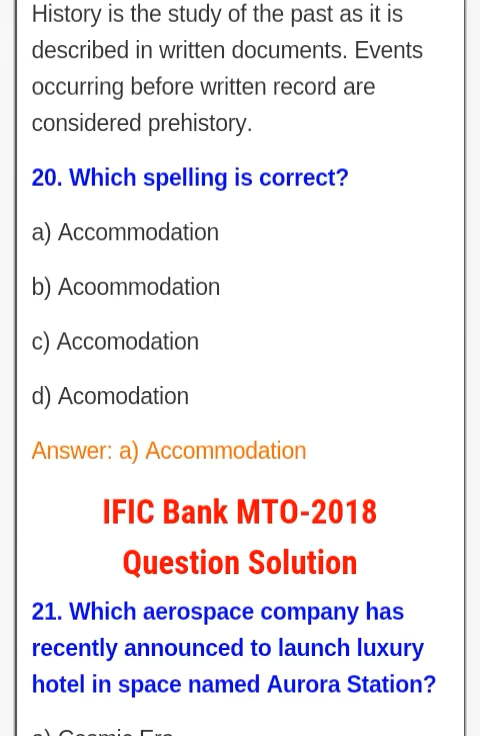 History is the study of the past as it is
described in written documents. Events
occurring before written record are
considered prehistory.
20. Which spelling is correct?
a) Accommodation
b) Acoommodation
c) Accomodation
d) Acomodation
Answer: a) Accommodation
IFIC Bank MTO-2018
Question Solution
21. Which aerospace company has
recently announced to launch luxury
hotel in space named Aurora Station?